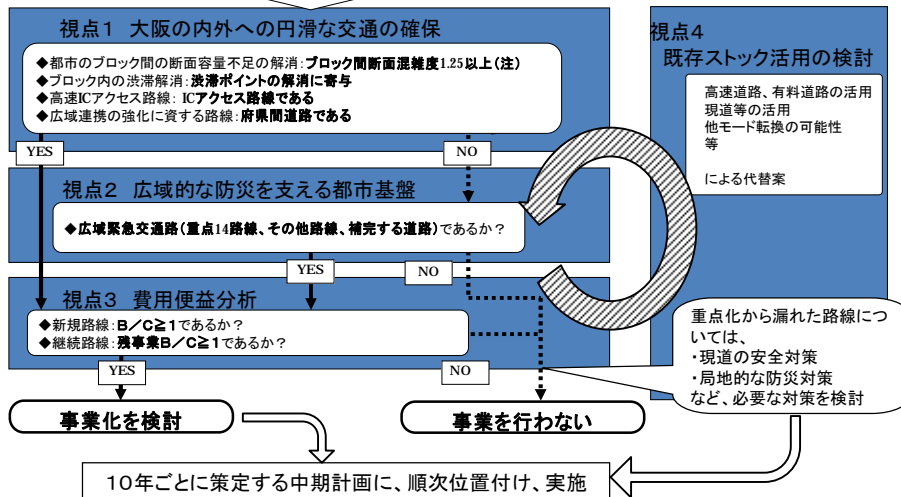 視点1 大阪の内外への円滑な交通の確保
◆都市のブロック間の断面容量不足の解消:ブロック間断面混雑度1.25以上(注)
◆ブロック内の渋滞解消:渋滞ポイントの解消に寄与
◆高速ICアクセス路線: ICアクセス路線である
◆広域連携の強化に資する路線:府県間道路である
YES
NO
視点2 広域的な防災を支える都市基盤
◆広域緊急交通路(重点14路線、その他路線、補完する道路)であるか?
YES
NO
視点3 費用便益分析
◆新規路線:B/C≧1であるか?
◆継続路線:残事業B/C≧1であるか?
YES
NO
事業化を検討
事業を行わない
視点4
既存ストック活用の検討
高速道路、有料道路の活用
現道等の活用
他モード転換の可能性
等
による代替案
重点化から漏れた路線につ
いては、
・現道の安全対策
・局地的な防災対策
など、必要な対策を検討
10年ごとに策定する中期計画に、順次位置付け、実施